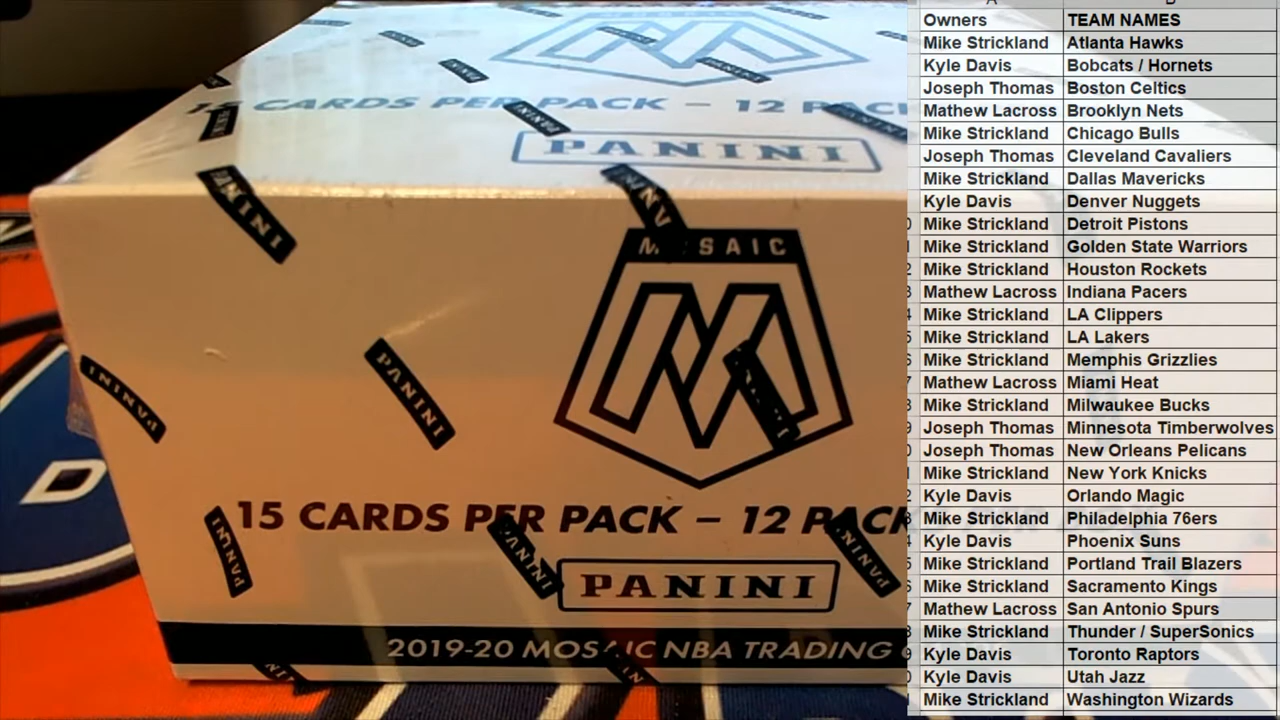 15 CARDS PER PACK – 12 PACK
PANINI
MOSAIC
15 CARDS PER PACK – 12 PACK
PANINI
2019-20 MOSAIC NBA TRADING
PANINI
PANINI
PANINI
PANINI
PANINI
PANINI
D
Owners TEAM NAMES
Mike Strickland Atlanta Hawks
Kyle Davis Bobcats / Hornets
Joseph Thomas Boston Celtics
Mathew Lacross Brooklyn Nets
Mike Strickland Chicago Bulls
Joseph Thomas Cleveland Cavaliers
Mike Strickland Dallas Mavericks
Kyle Davis Denver Nuggets
Mike Strickland Detroit Pistons
Mike Strickland Golden State Warriors
Mike Strickland Houston Rockets
Mathew Lacross Indiana Pacers
Mike Strickland LA Clippers
Mike Strickland LA Lakers
Mike Strickland Memphis Grizzlies
Mathew Lacross Miami Heat
Mike Strickland Milwaukee Bucks
Joseph Thomas Minnesota Timberwolves
Joseph Thomas New Orleans Pelicans
Mike Strickland New York Knicks
Kyle Davis Orlando Magic
Mike Strickland Philadelphia 76ers
Kyle Davis Phoenix Suns
Mike Strickland Portland Trail Blazers
Mike Strickland Sacramento Kings
Mathew Lacross San Antonio Spurs
Mike Strickland Thunder / SuperSonics
Kyle Davis Toronto Raptors
Kyle Davis Utah Jazz
Mike Strickland Washington Wizards